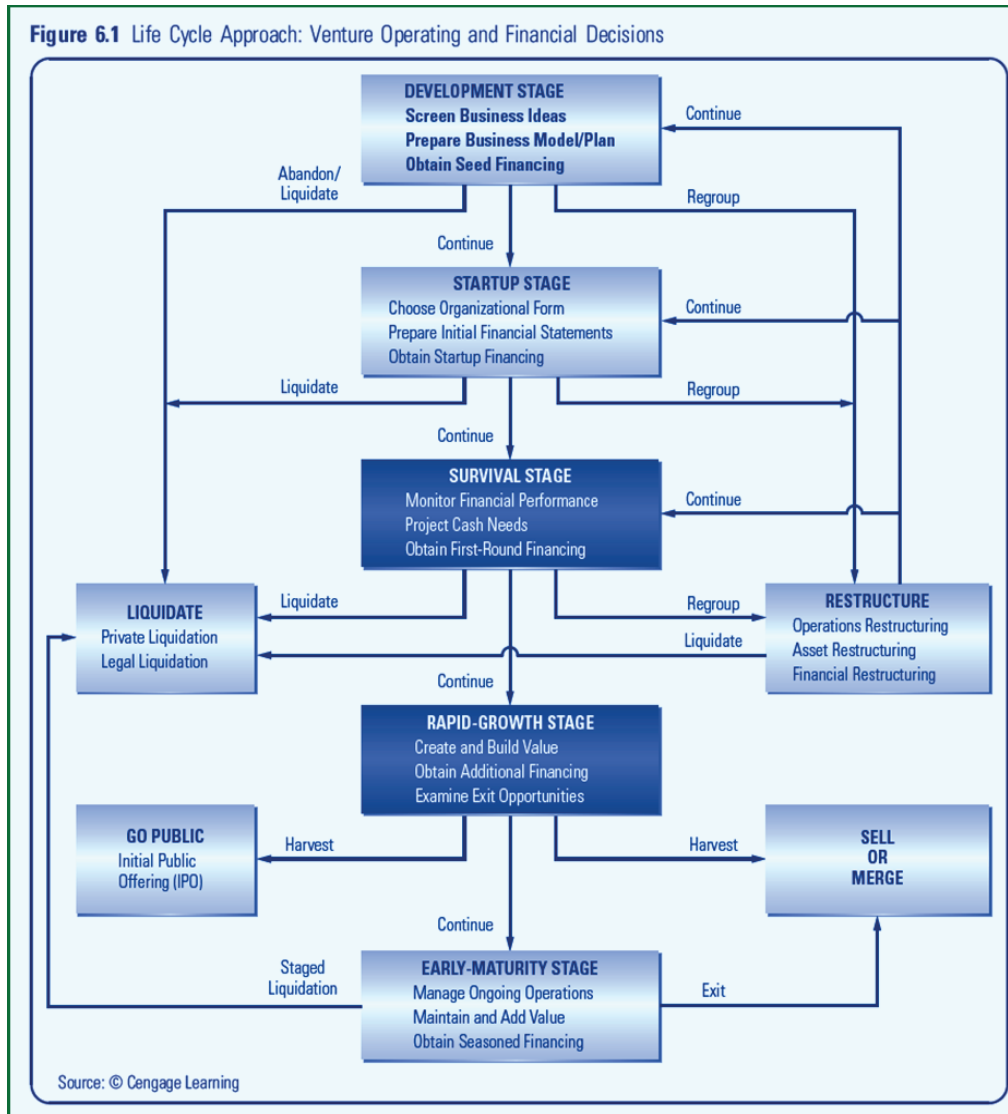 Figure 6.1 Life Cycle Approach: Venture Operating and Financial Decisions
DEVELOPMENT STAGE
Screen Business Ideas
Prepare Business Model/Plan
Obtain Seed Financing
Continue
Abandon/
Liquidate
Regroup
Continue
STARTUP STAGE
Choose Organizational Form
Prepare Initial Financial Statements
Obtain Startup Financing
Continue
Liquidate
Regroup
Continue
SURVIVAL STAGE
Monitor Financial Performance
Project Cash Needs
Obtain First-Round Financing
Continue
LIQUIDATE
Private Liquidation
Legal Liquidation
Liquidate
Regroup
RESTRUCTURE
Operations Restructuring
Asset Restructuring
Financial Restructuring
Liquidate
Continue
RAPID-GROWTH STAGE
Create and Build Value
Obtain Additional Financing
Examine Exit Opportunities
GO PUBLIC
Initial Public
Offering (IPO)
Harvest
Harvest
SELL
OR
MERGE
Continue
Staged
Liquidation
EARLY-MATURITY STAGE
Manage Ongoing Operations
Maintain and Add Value
Obtain Seasoned Financing
Exit
Source: © Cengage Learning